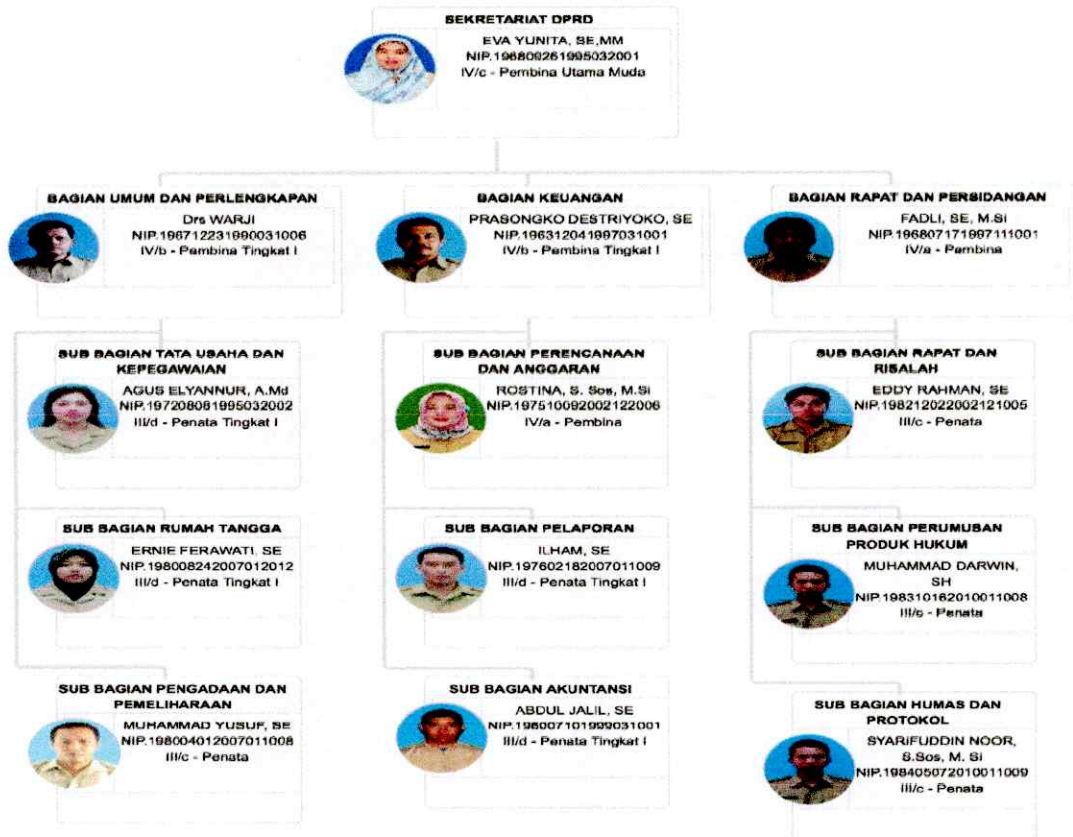 SEKRETARIAT DPRD
EVA YUNITA, SE,MM
NIP.196809261995032001
IV/c - Pembina Utama Muda
BAGIAN UMUM DAN PERLENGKAPAN
Drs WARJI
NIP.196712231990031006
IV/b - Pembina Tingkat I
BAGIAN KEUANGAN
PRASONGKO DESTRIYOKO, SE
NIP.196312041997031001
IV/b - Pembina Tingkat I
BAGIAN RAPAT DAN PERSIDANGAN
FADLI, SE, M.Si
NIP.196807171997111001
IV/a - Pembina
SUB BAGIAN TATA USAHA DAN
KEPEGAWAIAN
AGUS ELYANNUR, A.Md
NIP.197208081995032002
III/d - Penata Tingkat I
SUB BAGIAN PERENCANAAN
DAN ANGGARAN
ROSTINA, S. Sos, M.Si
NIP.197510092002122006
IV/a - Pembina
SUB BAGIAN RAPAT DAN
RISALAH
EDDY RAHMAN, SE
NIP.198212022002121005
III/c - Penata
SUB BAGIAN RUMAH TANGGA
ERNIE FERAWATI, SE
NIP.198008242007012012
III/d - Penata Tingkat I
SUB BAGIAN PELAPORAN
ILHAM, SE
NIP.197602182007011009
III/d - Penata Tingkat I
SUB BAGIAN PERUMUSAN
PRODUK HUKUM
MUHAMMAD DARWIN,
SH
NIP.198310162010011008
III/c - Penata
SUB BAGIAN PENGADAAN DAN
PEMELIHARAAN
MUHAMMAD YUSUF, SE
NIP.198004012007011008
III/c - Penata
SUB BAGIAN AKUNTANSI
ABDUL JALIL, SE
NIP.198007101999031001
III/d - Penata Tingkat I
SUB BAGIAN HUMAS DAN
PROTOKOL
SYARIFUDDIN NOOR,
S.Sos, M. Si
NIP.198405072010011009
III/c - Penata